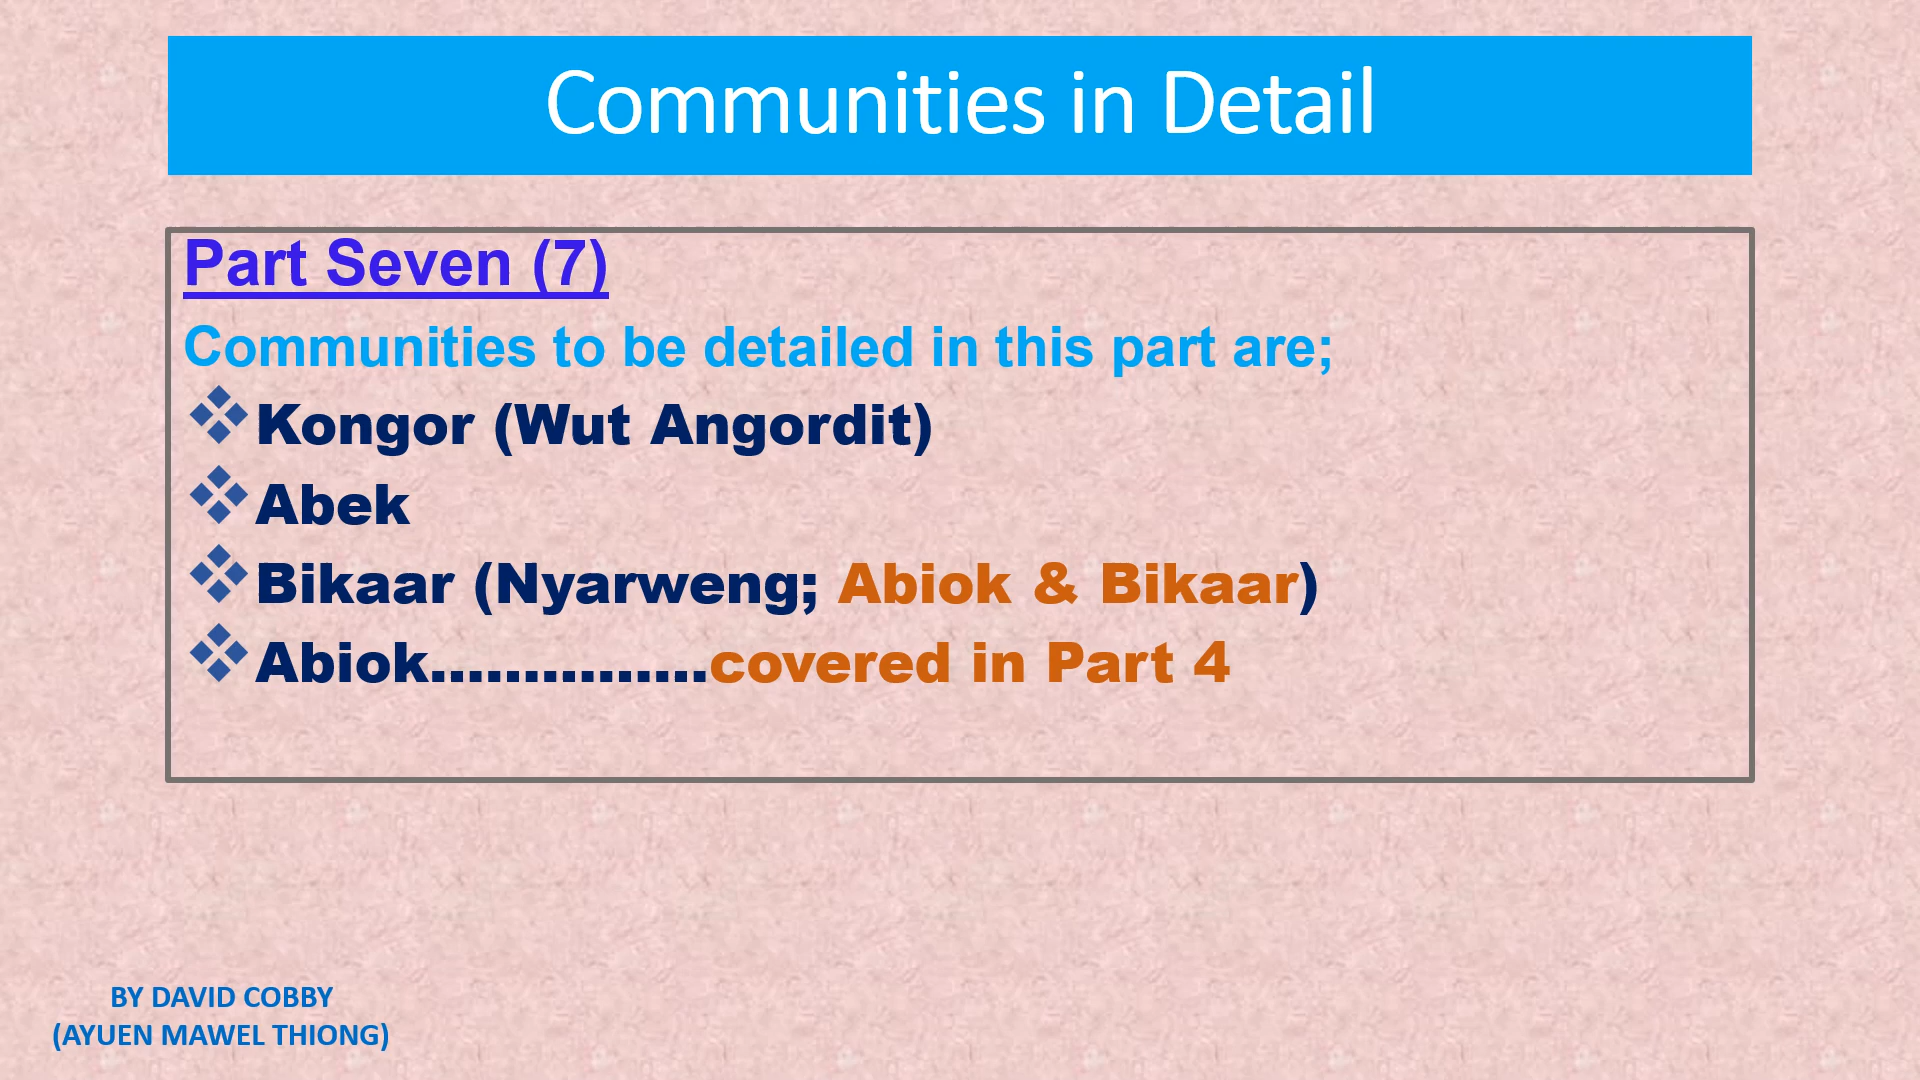 Communities in Detail
Part Seven (7)
Communities to be detailed in this part are;
❖Kongor (Wut Angordit)
❖Abek
❖Bikaar (Nyarweng; Abiok & Bikaar)
❖Abiok……………covered in Part 4
BY DAVID COBBY
(AYUEN MAWEL THIONG)